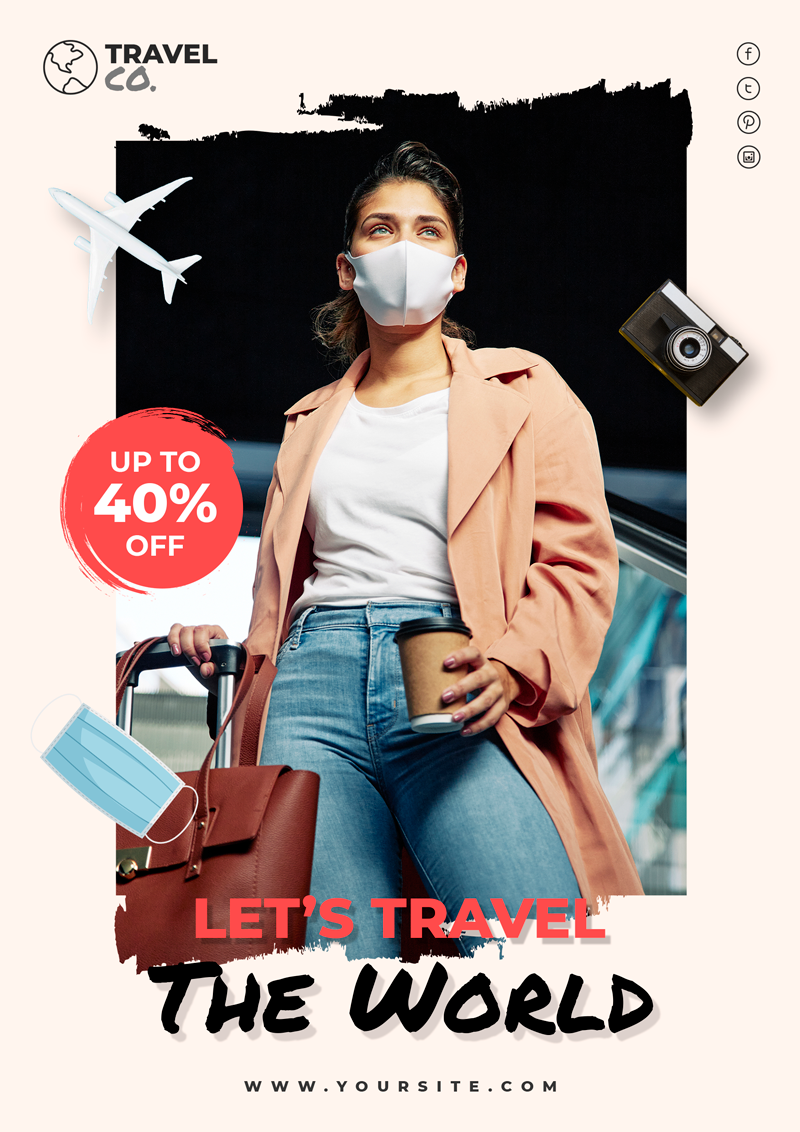 TRAVEL
CO.
UP TO
40%
OFF
LET'S TRAVEL
THE WORLD
WWW.YOURSITE.COM